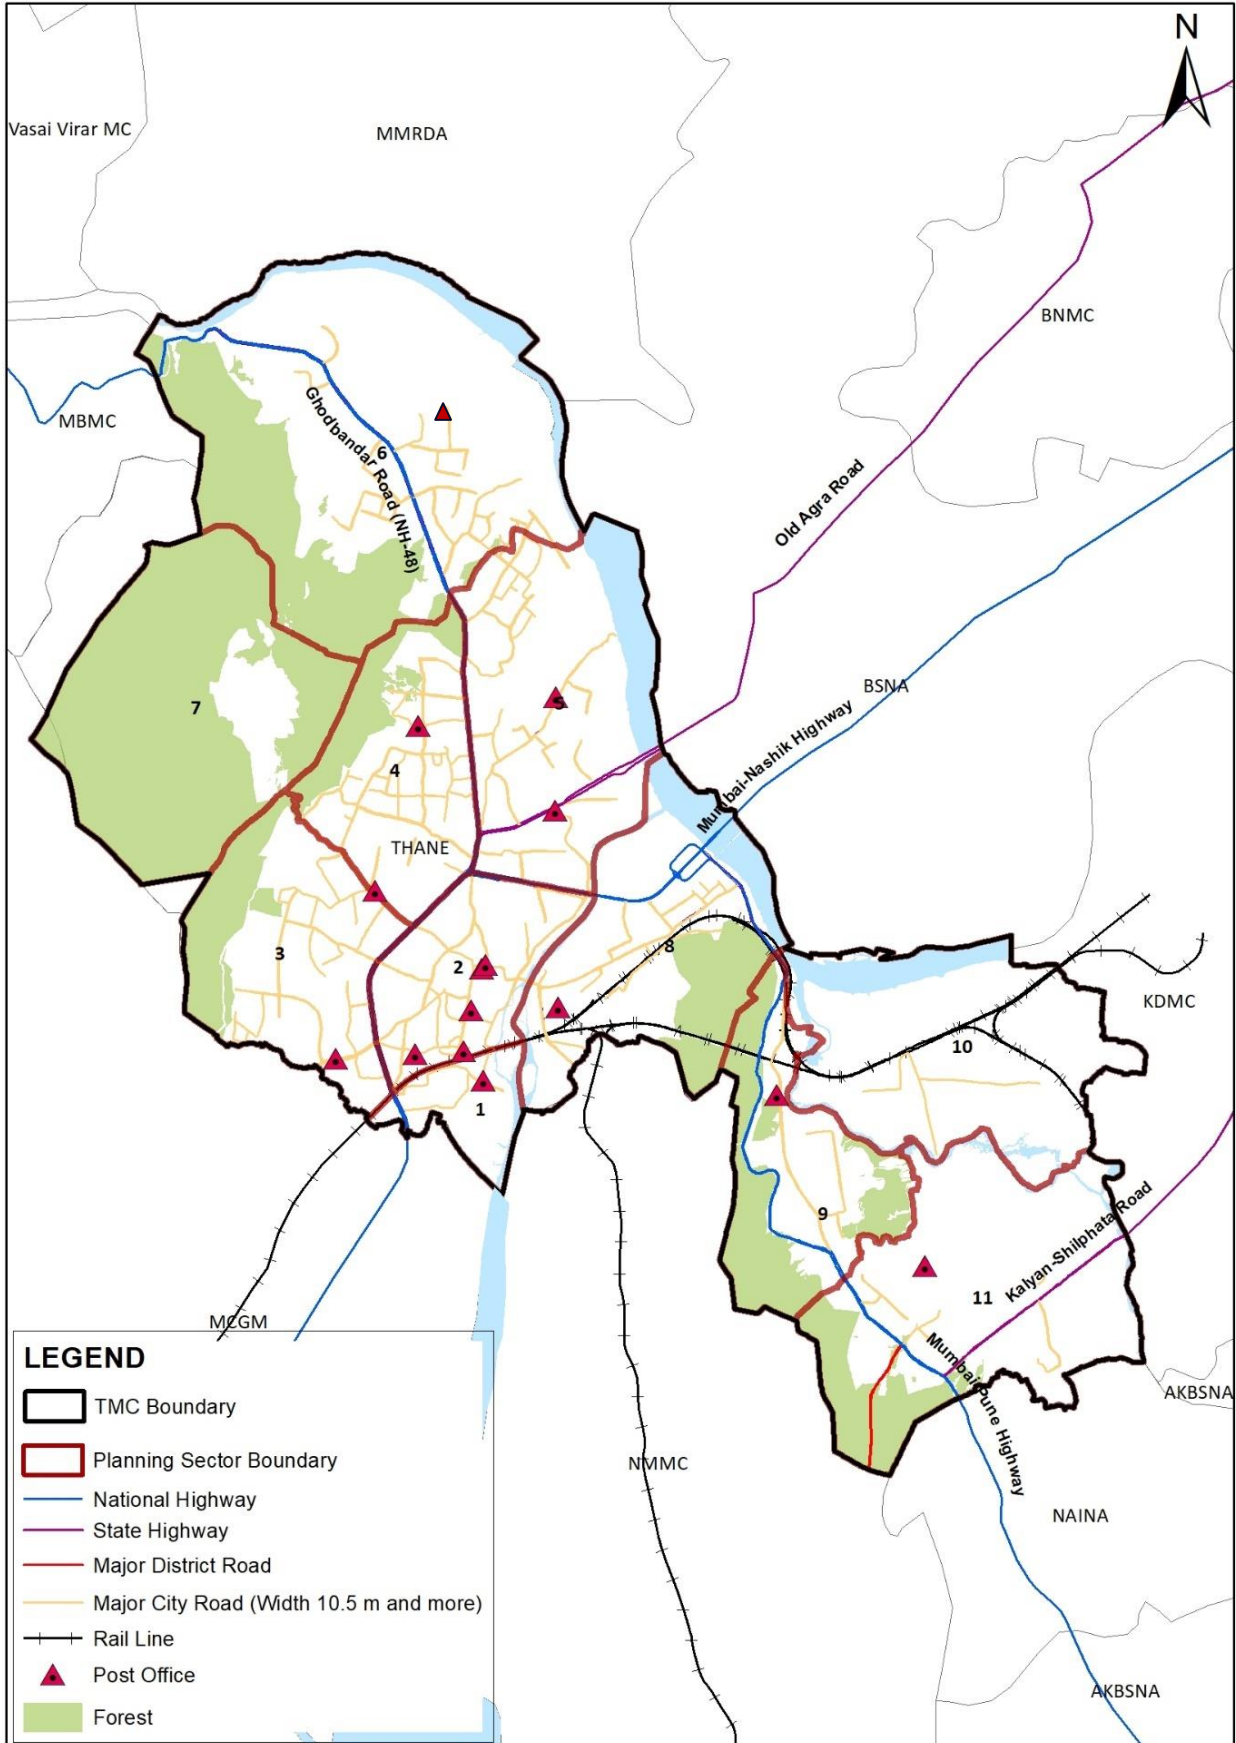 N
Vasai Virar MC
MMRDA
BNMC
MBMC
Ghodbandar Road (NH-48)
6
Old Agra Road
BSNA
7
5
4
Mumbai-Nashik Highway
THANE
3
2
8
KDMC
10
1
9
Kalyan-Shilphata Road
11
MCGM
Mumbai-Pune Highway
AKBSNA
NMMC
NAINA
AKBSNA
LEGEND
TMC Boundary
Planning Sector Boundary
National Highway
State Highway
Major District Road
Major City Road (Width 10.5 m and more)
Rail Line
Post Office
Forest